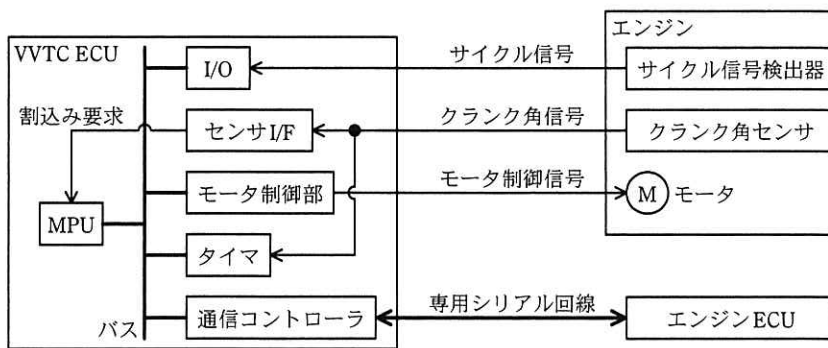 エンジン
VVTC ECU
I/O
サイクル信号
サイクル信号検出器
割込み要求
センサI/F
クランク角信号
クランク角センサ
モータ制御部
モータ制御信号
M
モータ
MPU
タイマ
バス
通信コントローラ
専用シリアル回線
エンジンECU